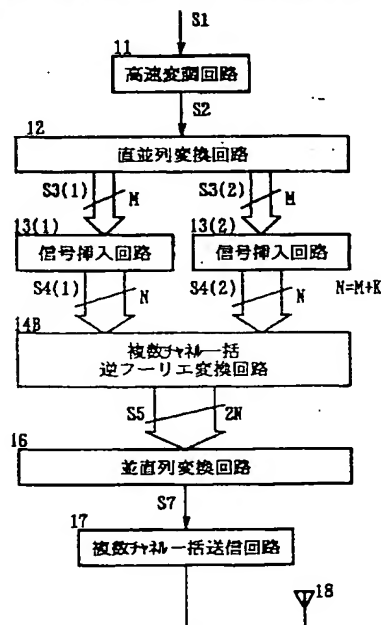 S1
11
高速変調回路
S2
12
直並列変換回路
S3(1)
M
S3(2)
M
13(1)
信号挿入回路
13(2)
信号挿入回路
S4(1)
N
S4(2)
N
N=M+K
14B
複数チャネル一括
逆フーリエ変換回路
S5
2N
16
並直列変換回路
S7
17
複数チャネル一括送信回路
18